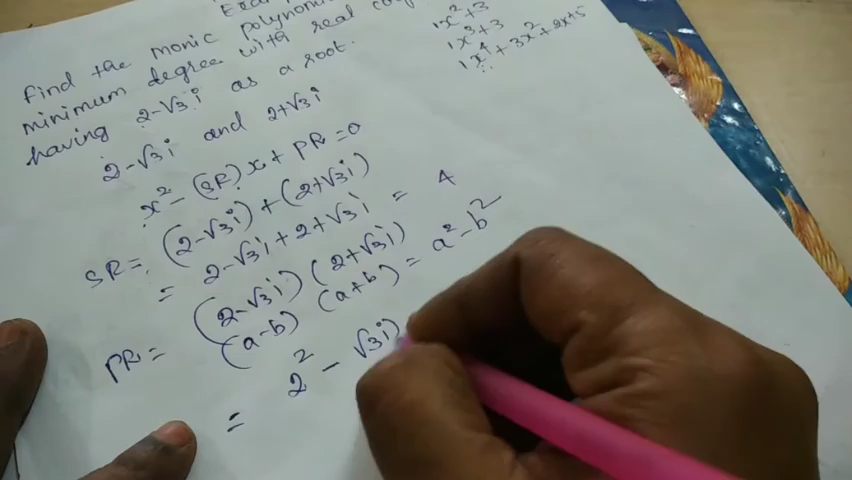 Find the monic polynomi
minimum degree with real co
having 2-√3i as a root.
1x²+3
1x³+3
1x⁴+3x²+2x+5
2-√3i and 2+√3i
x²-(SR)x+PR=0
SR= (2-√3i)+(2+√3i)
= 2-√3i+2+√3i = 4
PR= (2-√3i)(2+√3i)
(a-b) (a+b) = a²-b²
= 2² - √3i)